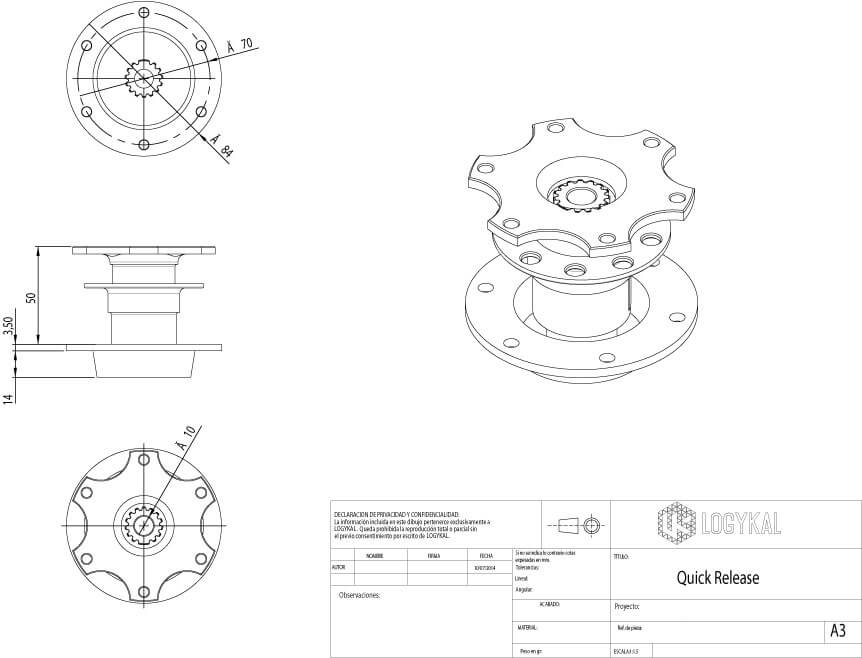 Ä 70
Ä 84
50
3,50
14
Ä 10
DECLARACION DE PRIVACIDAD Y CONFIDENCIALIDAD:
La información incluida en este dibujo pertenerce exclusivamente a
LOGYKAL. Queda prohibida la reproducción total o parcial sin
el previo consentimiento por escrito de LOGYKAL.
LOGYKAL
NOMBRE
FIRMA
FECHA
AUTOR
10/07/2014
Observaciones:
Si no se indica lo contrario cotas
expresadas en mm.
Tolerancias:
Lineal:
Angular:
TÍTULO:
Quick Release
ACABADO:
Proyecto:
MATERIAL:
Ref. de pieza:
A3
Peso en gr:
ESCALA:1:1.5